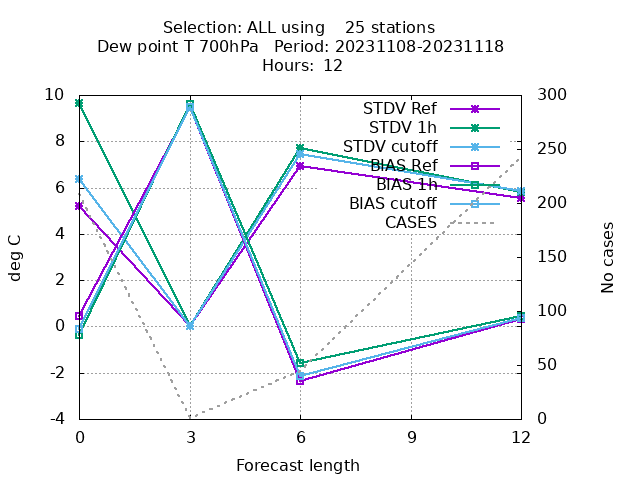 Selection: ALL using    25 stations
Dew point T 700hPa   Period: 20231108-20231118
Hours: 12
10
8
6
4
2
0
-2
-4
300
250
200
150
100
50
0
0
3
6
9
12
deg C
No cases
Forecast length
STDV Ref
STDV 1h
STDV cutoff
BIAS Ref
BIAS 1h
BIAS cutoff
CASES